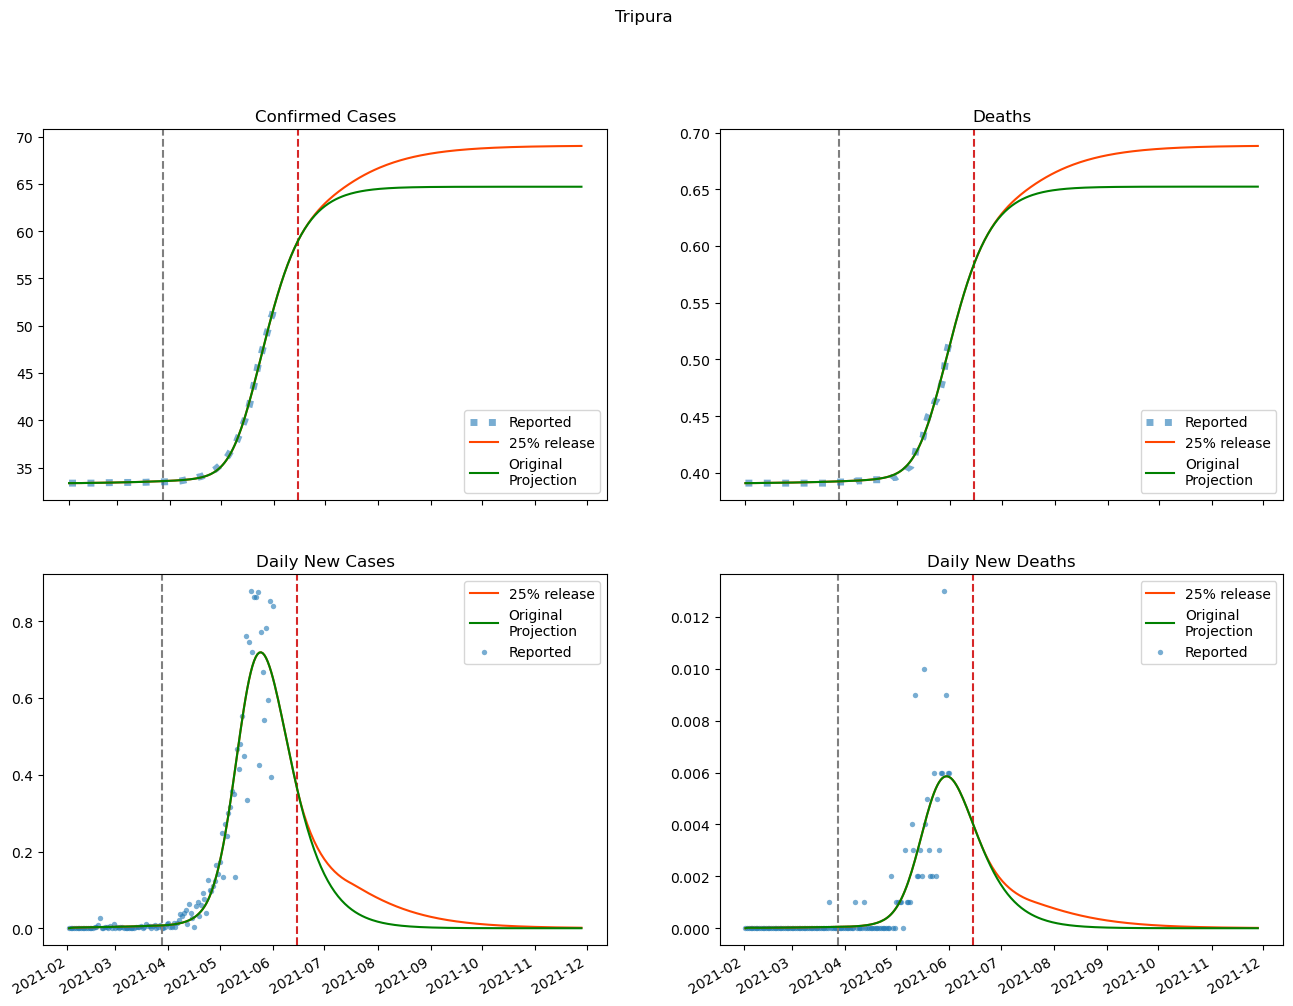 Tripura
Confirmed Cases
70
65
60
55
50
45
40
35
Reported
25% release
Original
Projection
Deaths
0.70
0.65
0.60
0.55
0.50
0.45
0.40
Reported
25% release
Original
Projection
Daily New Cases
0.8
0.6
0.4
0.2
0.0
25% release
Original
Projection
Reported
2021-02
2021-03
2021-04
2021-05
2021-06
2021-07
2021-08
2021-09
2021-10
2021-11
2021-12
Daily New Deaths
0.012
0.010
0.008
0.006
0.004
0.002
0.000
25% release
Original
Projection
Reported
2021-02
2021-03
2021-04
2021-05
2021-06
2021-07
2021-08
2021-09
2021-10
2021-11
2021-12